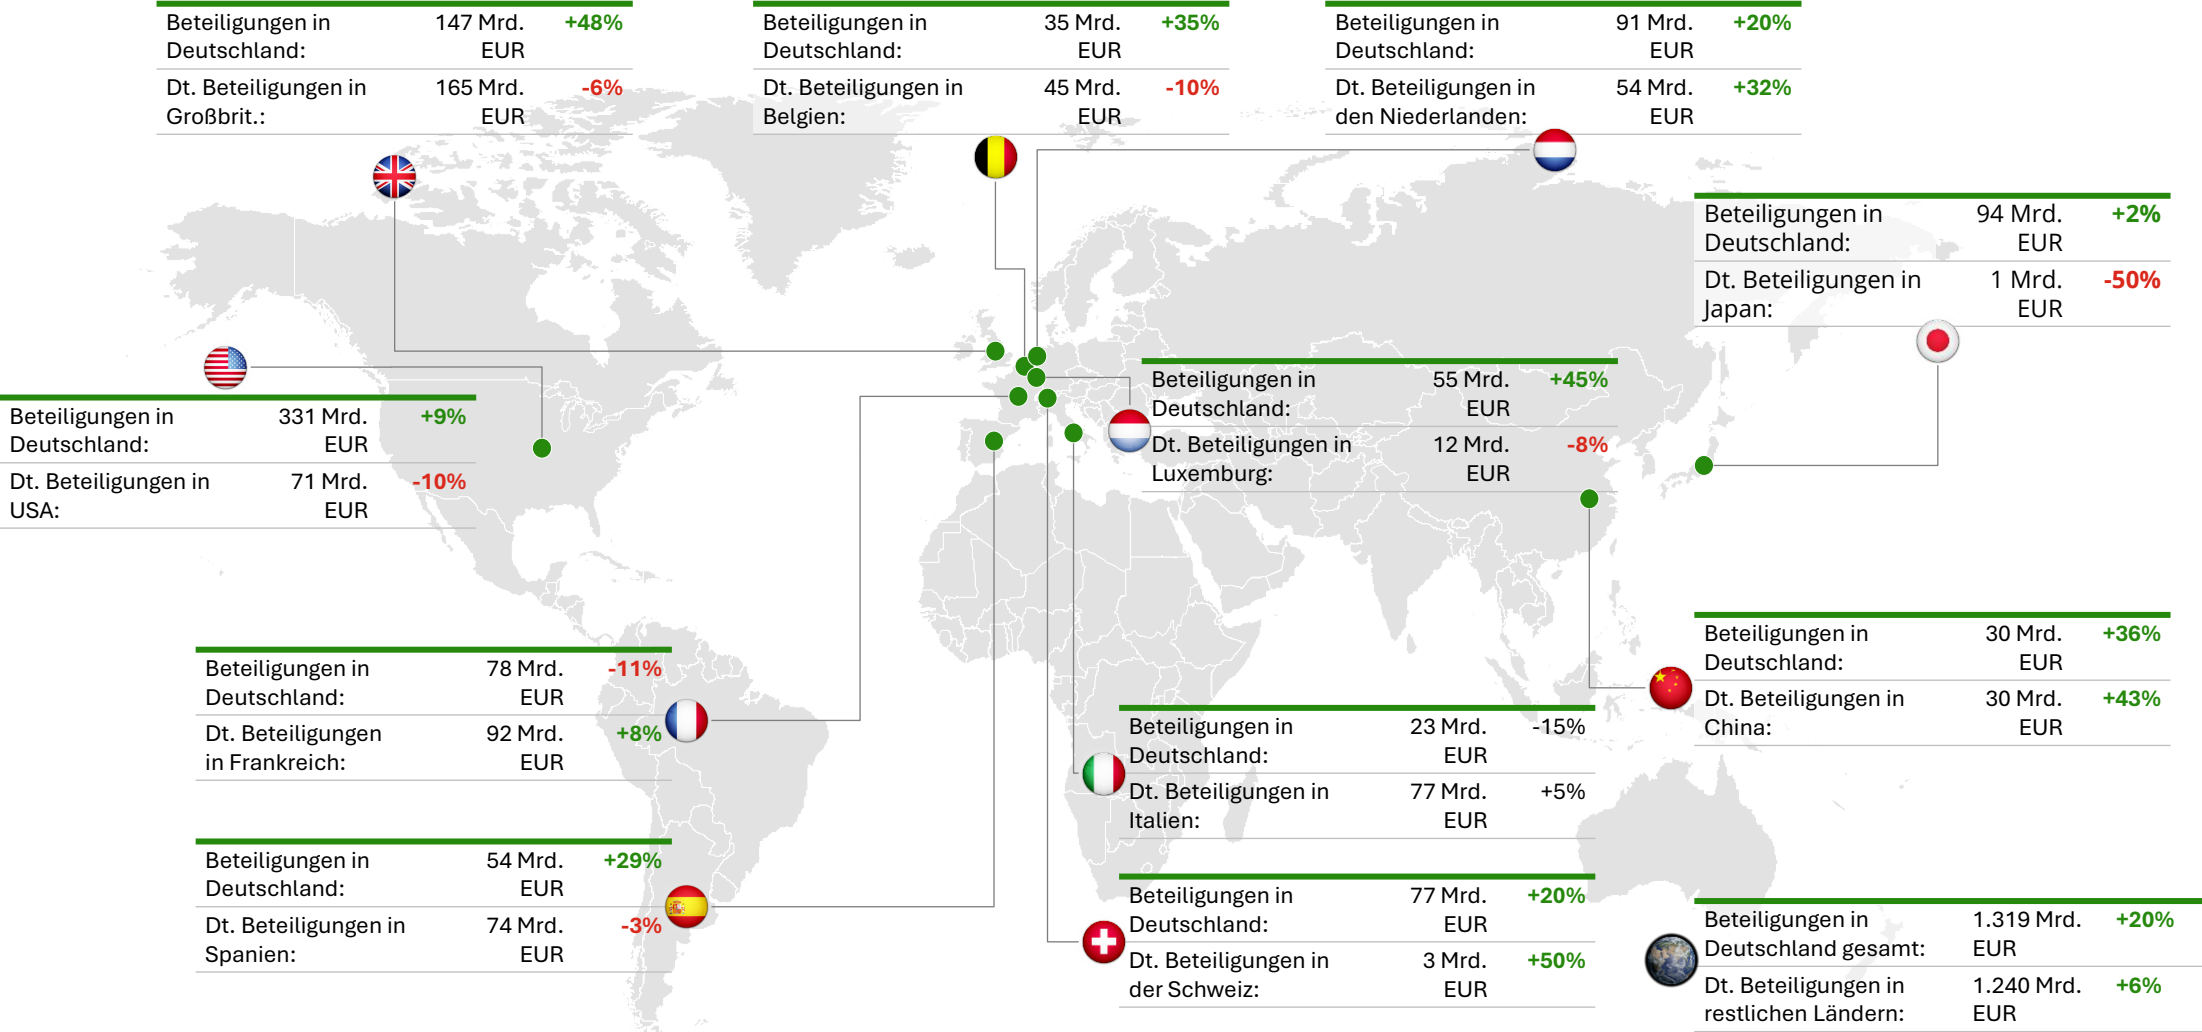 Beteiligungen in 147 Mrd. +48%
Deutschland: EUR
Dt. Beteiligungen in 165 Mrd. -6%
Großbrit.: EUR
Beteiligungen in 35 Mrd. +35%
Deutschland: EUR
Dt. Beteiligungen in 45 Mrd. -10%
Belgien: EUR
Beteiligungen in 91 Mrd. +20%
Deutschland: EUR
Dt. Beteiligungen in 54 Mrd. +32%
den Niederlanden: EUR
Beteiligungen in 94 Mrd. +2%
Deutschland: EUR
Dt. Beteiligungen in 1 Mrd. -50%
Japan: EUR
Beteiligungen in 331 Mrd. +9%
Deutschland: EUR
Dt. Beteiligungen in 71 Mrd. -10%
USA: EUR
Beteiligungen in 55 Mrd. +45%
Deutschland: EUR
Dt. Beteiligungen in 12 Mrd. -8%
Luxemburg: EUR
Beteiligungen in 78 Mrd. -11%
Deutschland: EUR
Dt. Beteiligungen 92 Mrd. +8%
in Frankreich: EUR
Beteiligungen in 30 Mrd. +36%
Deutschland: EUR
Dt. Beteiligungen in 30 Mrd. +43%
China: EUR
Beteiligungen in 23 Mrd. -15%
Deutschland: EUR
Dt. Beteiligungen in 77 Mrd. +5%
Italien: EUR
Beteiligungen in 54 Mrd. +29%
Deutschland: EUR
Dt. Beteiligungen in 74 Mrd. -3%
Spanien: EUR
Beteiligungen in 77 Mrd. +20%
Deutschland: EUR
Dt. Beteiligungen in 3 Mrd. +50%
der Schweiz: EUR
Beteiligungen in 1.319 Mrd. +20%
Deutschland gesamt: EUR
Dt. Beteiligungen in 1.240 Mrd. +6%
restlichen Ländern: EUR